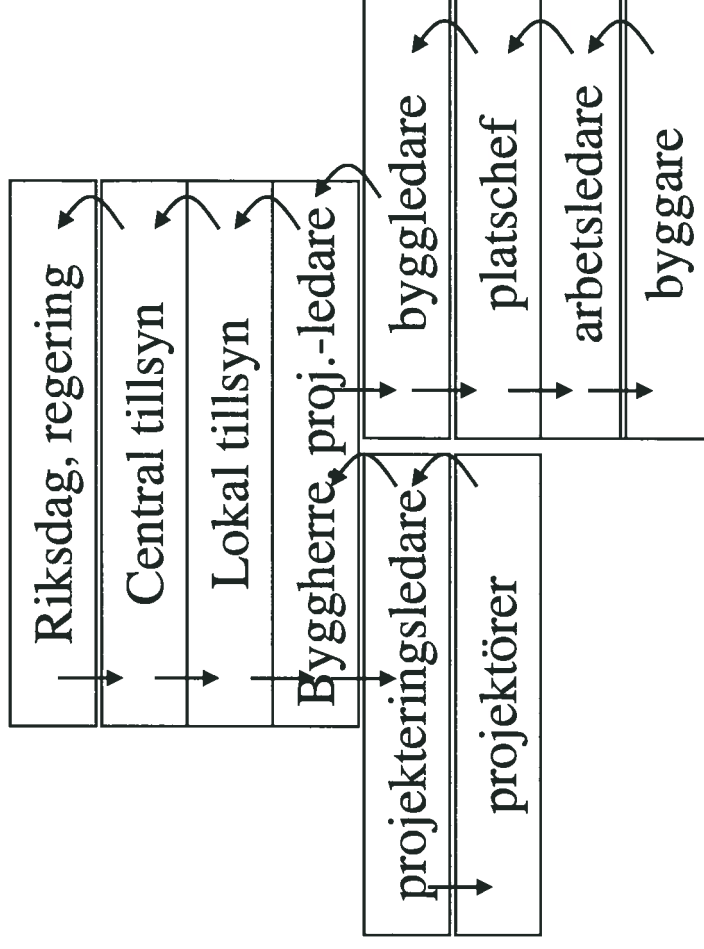 Riksdag, regering
Central tillsyn
Lokal tillsyn
Byggherre, proj.-ledare
projekteringsledare
projektörer
byggledare
platschef
arbetsledare
byggare